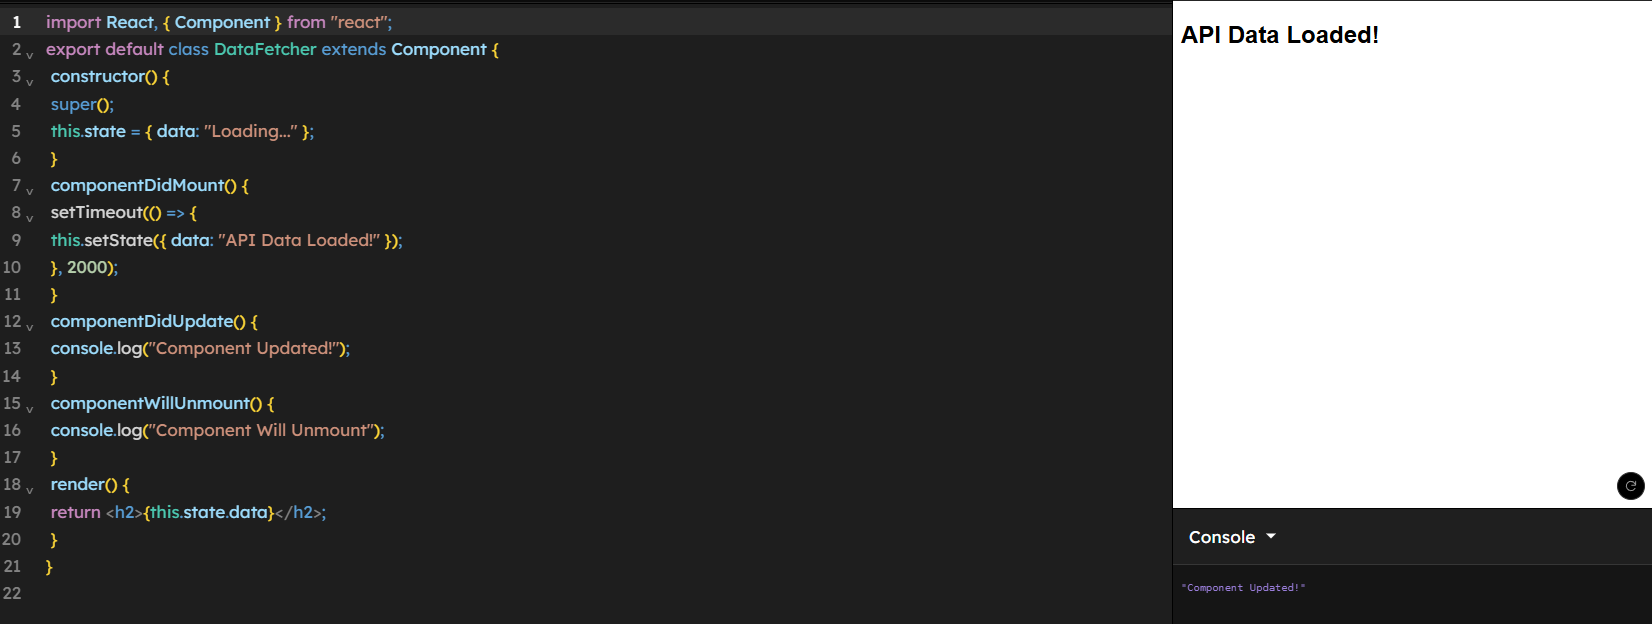 1 import React, { Component } from "react";
2 export default class DataFetcher extends Component {
3 constructor() {
4 super();
5 this.state = { data: "Loading..." };
6 }
7 componentDidMount() {
8 setTimeout(() => {
9 this.setState({ data: "API Data Loaded!" });
10 }, 2000);
11 }
12 componentDidUpdate() {
13 console.log("Component Updated!");
14 }
15 componentWillUnmount() {
16 console.log("Component Will Unmount");
17 }
18 render() {
19 return <h2>{this.state.data}</h2>;
20 }
21 }
22
API Data Loaded!
Console
"Component Updated!"